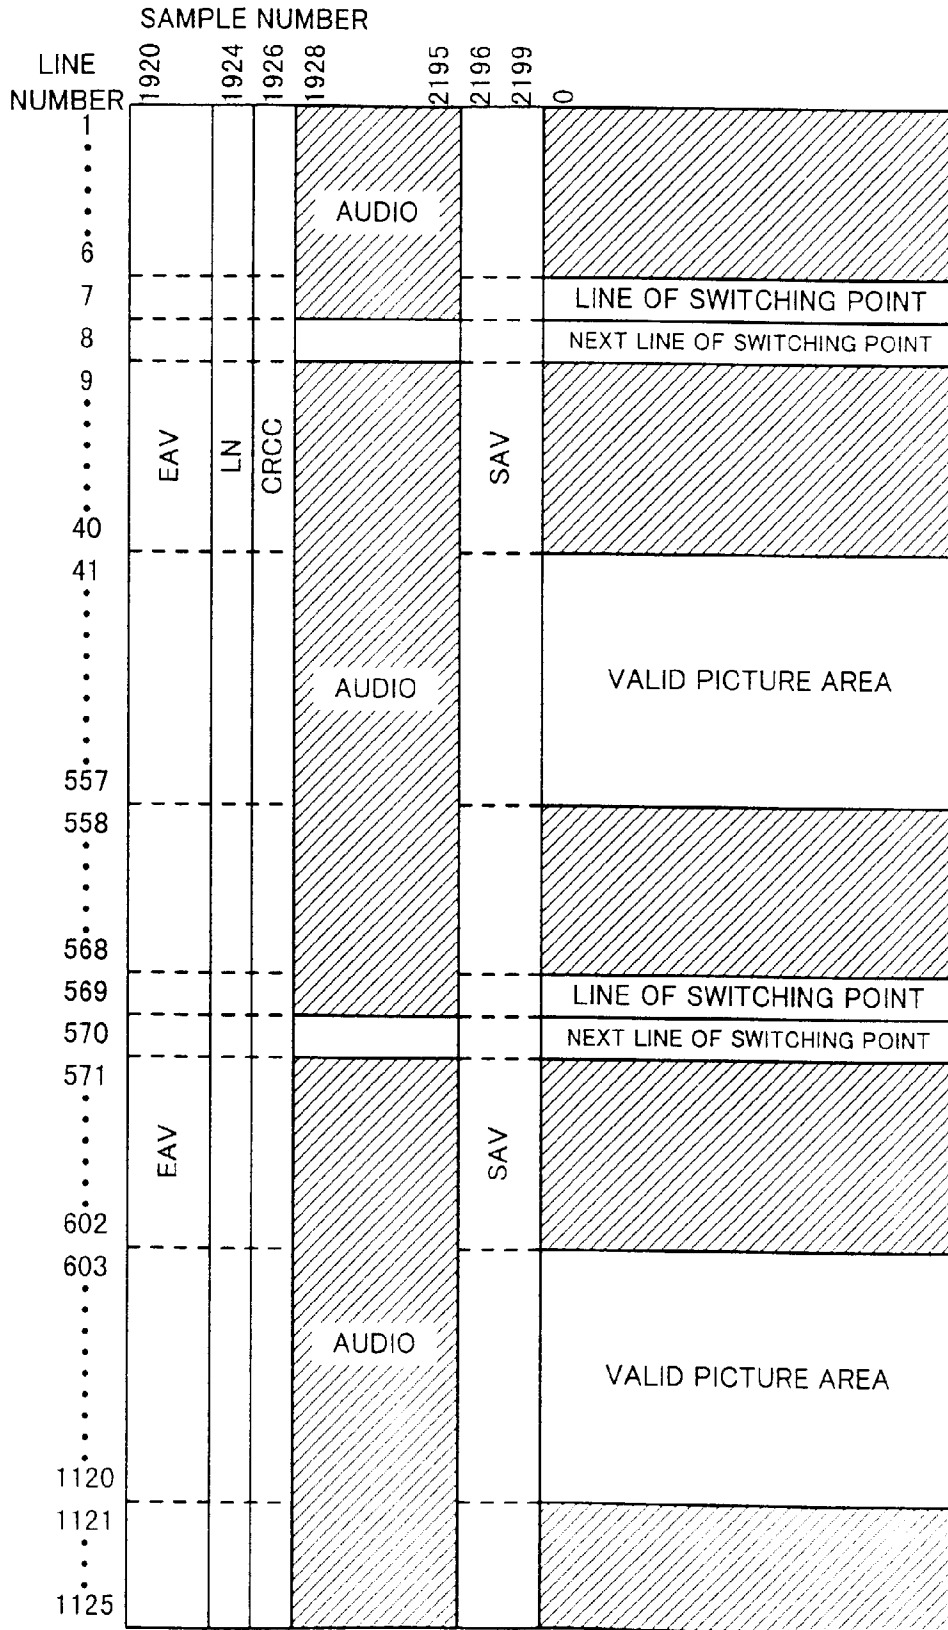 SAMPLE NUMBER
LINE NUMBER
1920 1924 1926 1928 2195 2196 2199 0
1
6
AUDIO
7 LINE OF SWITCHING POINT
8 NEXT LINE OF SWITCHING POINT
9
EAV LN CRCC SAV
40
41
AUDIO VALID PICTURE AREA
557
558
568
569 LINE OF SWITCHING POINT
570 NEXT LINE OF SWITCHING POINT
571
EAV SAV
602
603
AUDIO VALID PICTURE AREA
1120
1121
1125